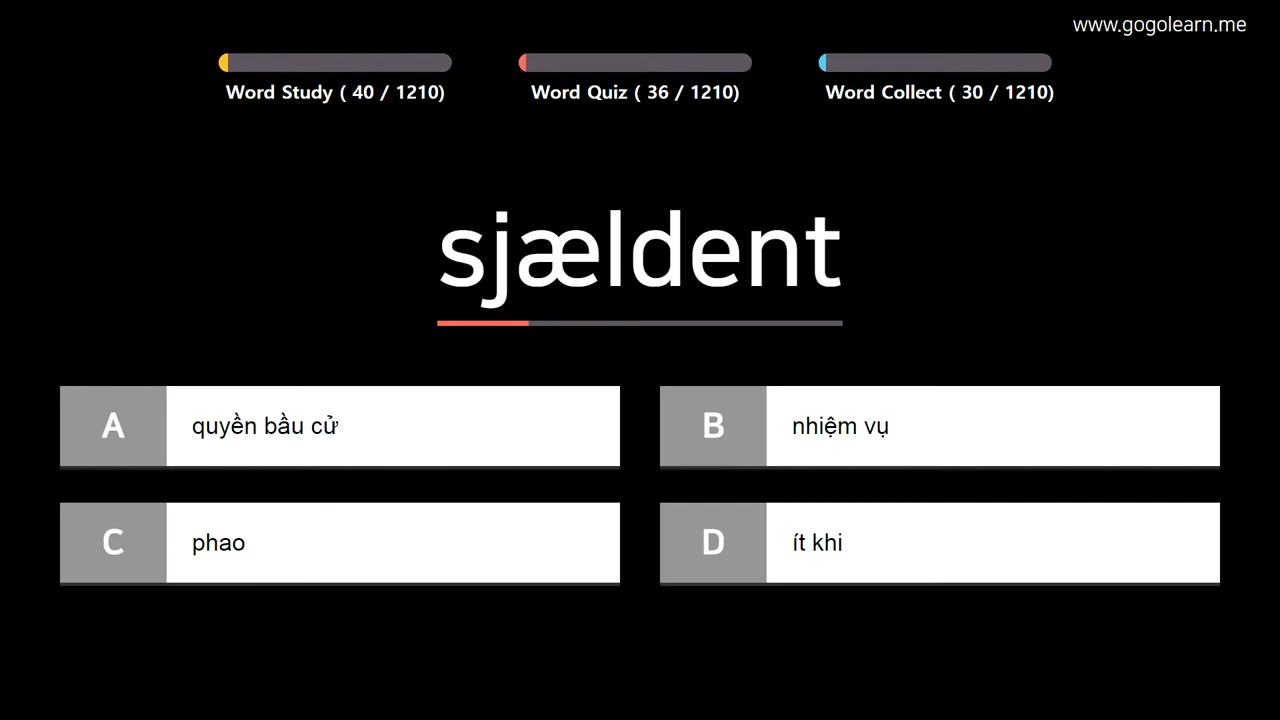 www.gogolearn.me
Word Study ( 40 / 1210)
Word Quiz ( 36 / 1210)
Word Collect ( 30 / 1210)
sjældent
A
quyền bầu cử
B
nhiệm vụ
C
phao
D
ít khi